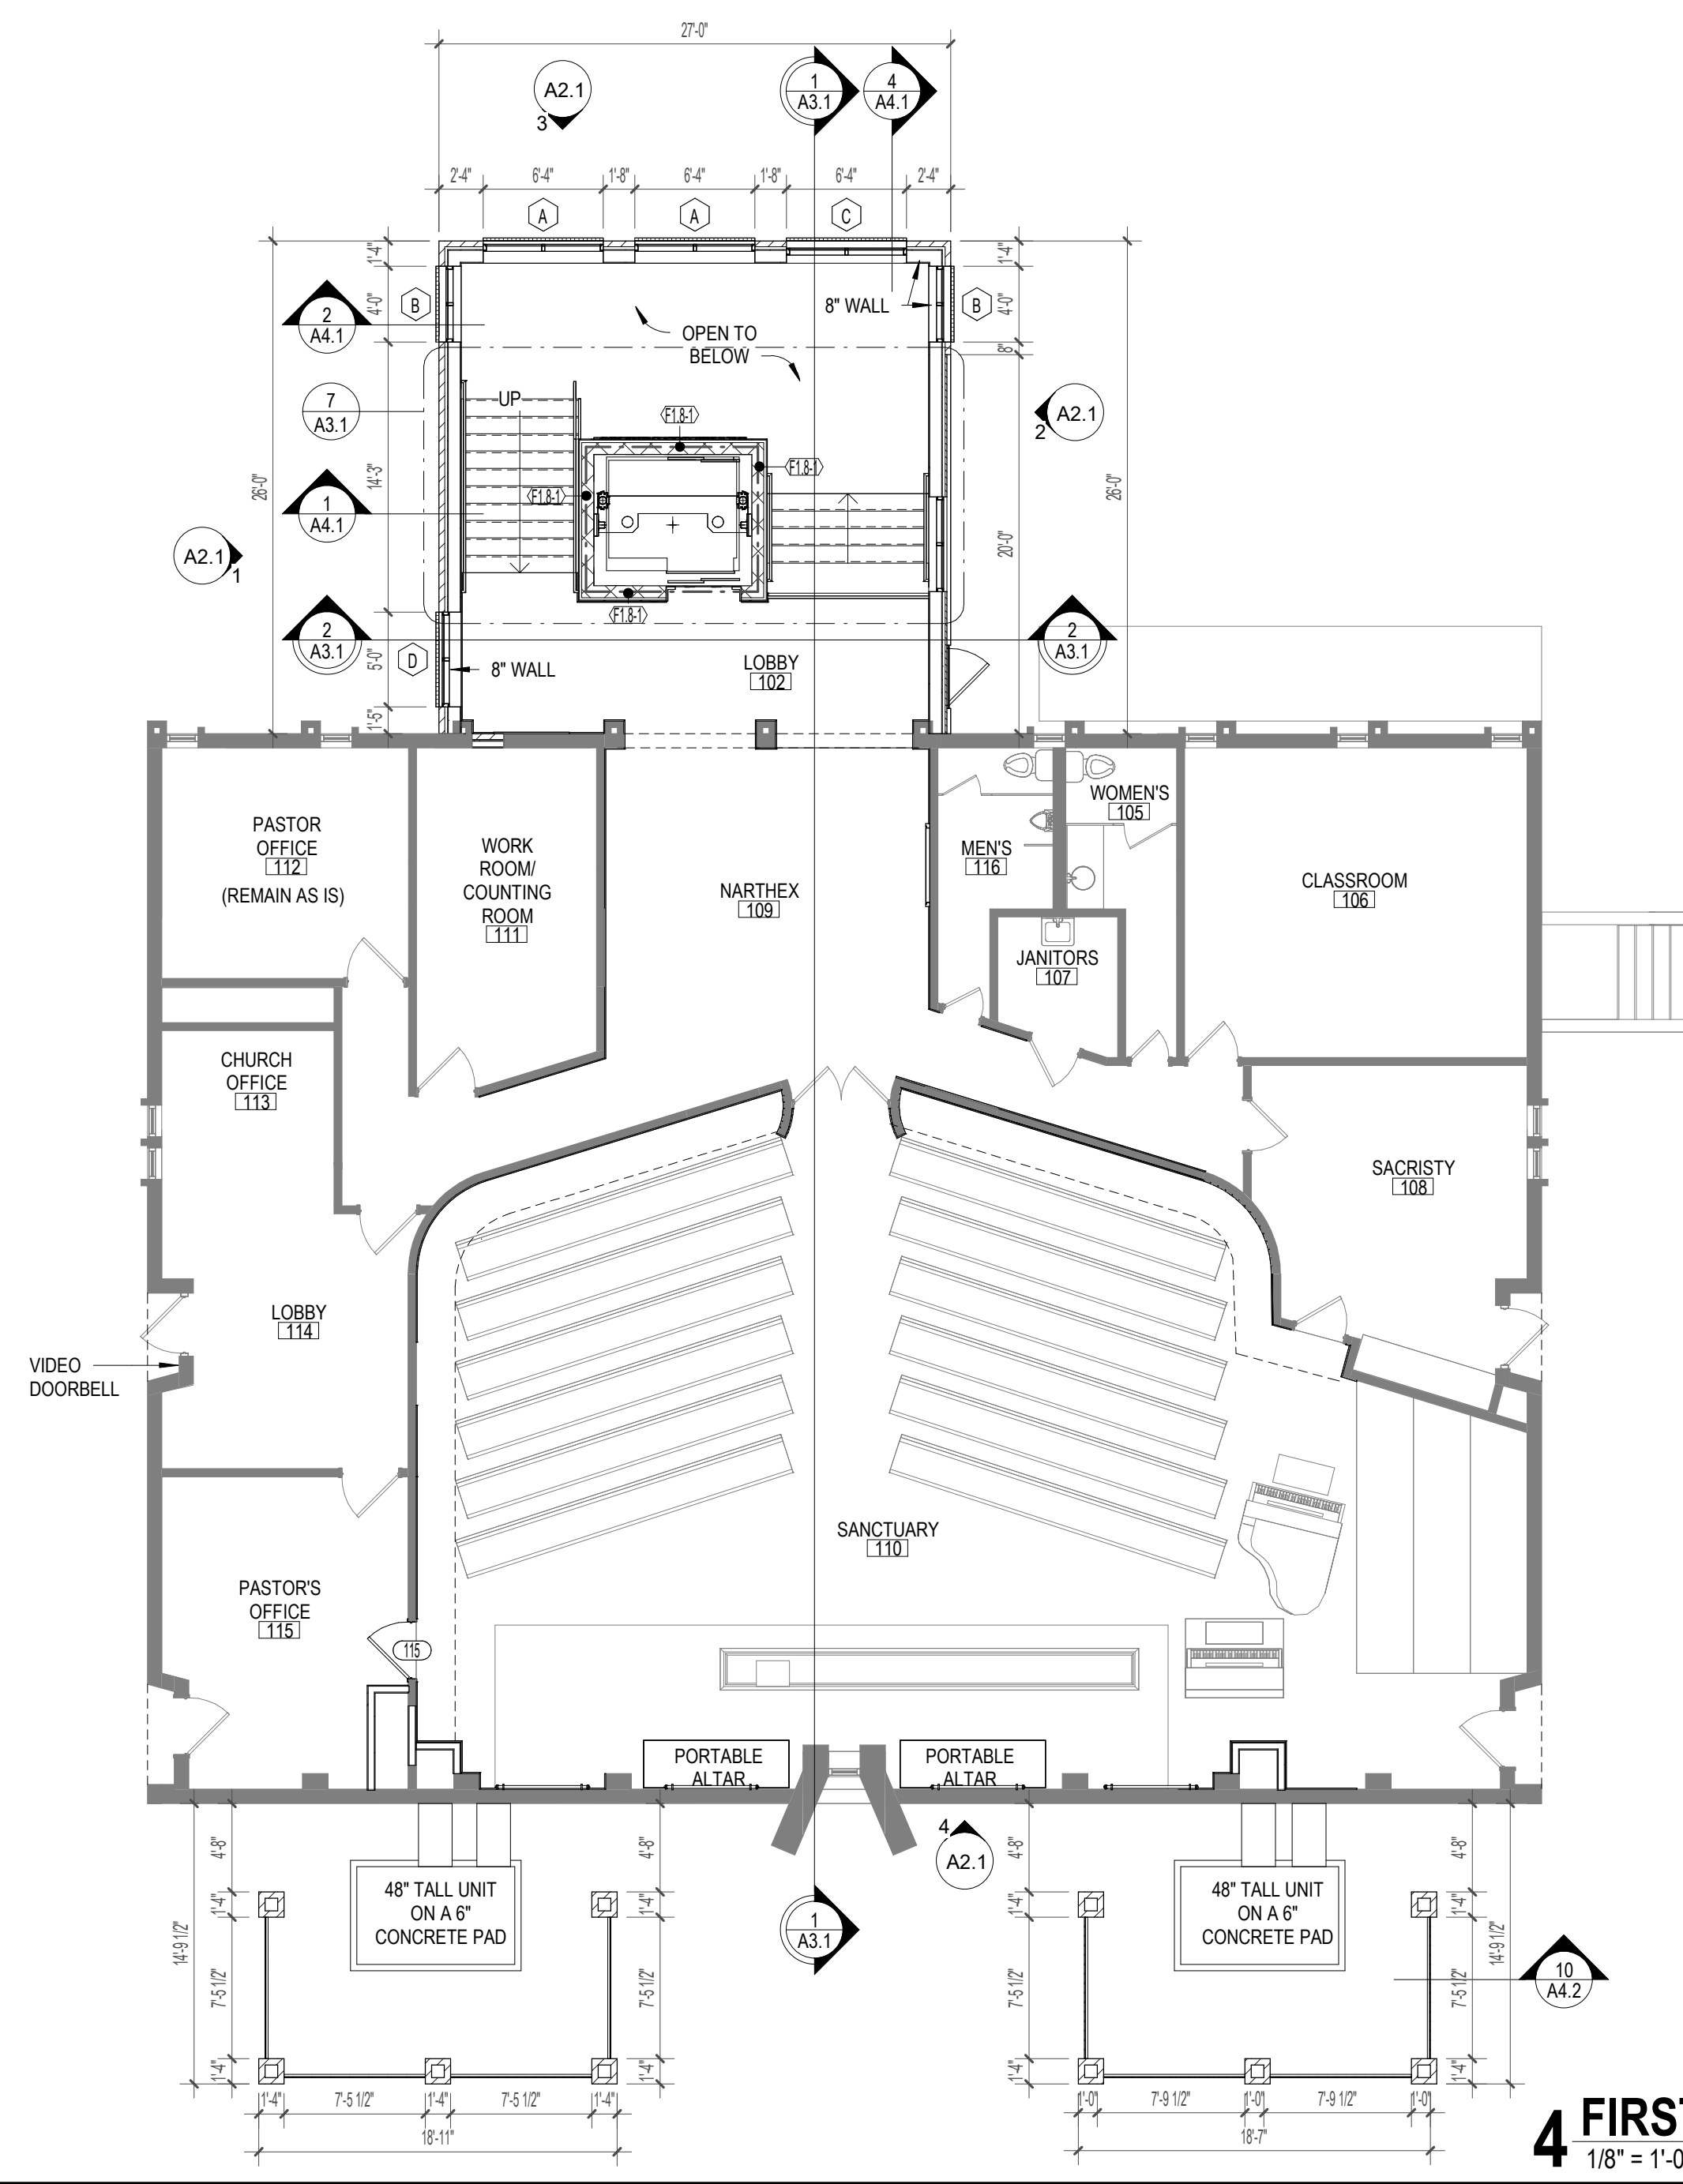 27'-0"
A2.1
3
1
A3.1
4
A4.1
2'-4"
6'-4"
1'-8"
6'-4"
1'-8"
6'-4"
2'-4"
A
A
C
1'-4"
1'-4"
B
4'-0"
2
A4.1
8" WALL
B
4'-0"
OPEN TO
BELOW
8"
7
A3.1
UP
F1.8-1
A2.1
2
F1.8-1
F1.8-1
26'-0"
14'-3"
26'-0"
1
A4.1
20'-0"
A2.1
1
F1.8-1
2
A3.1
2
A3.1
5'-0"
D
8" WALL
LOBBY
102
1'-5"
PASTOR
OFFICE
112
(REMAIN AS IS)
WORK
ROOM/
COUNTING
ROOM
111
NARTHEX
109
MEN'S
116
WOMEN'S
105
CLASSROOM
106
JANITORS
107
CHURCH
OFFICE
113
SACRISTY
108
LOBBY
114
VIDEO
DOORBELL
SANCTUARY
110
PASTOR'S
OFFICE
115
115
PORTABLE
ALTAR
PORTABLE
ALTAR
4
A2.1
4'-8"
4'-8"
4'-8"
4'-8"
48" TALL UNIT
ON A 6"
CONCRETE PAD
48" TALL UNIT
ON A 6"
CONCRETE PAD
1'-4"
1'-4"
1'-4"
1'-4"
1
A3.1
14'-9 1/2"
14'-9 1/2"
7'-5 1/2"
7'-5 1/2"
7'-5 1/2"
7'-5 1/2"
10
A4.2
1'-4"
1'-4"
1'-4"
1'-4"
1'-4"
7'-5 1/2"
1'-4"
7'-5 1/2"
1'-4"
18'-11"
1'-0"
7'-9 1/2"
1'-0"
7'-9 1/2"
1'-0"
18'-7"
4
FIRST
1/8" = 1'-0